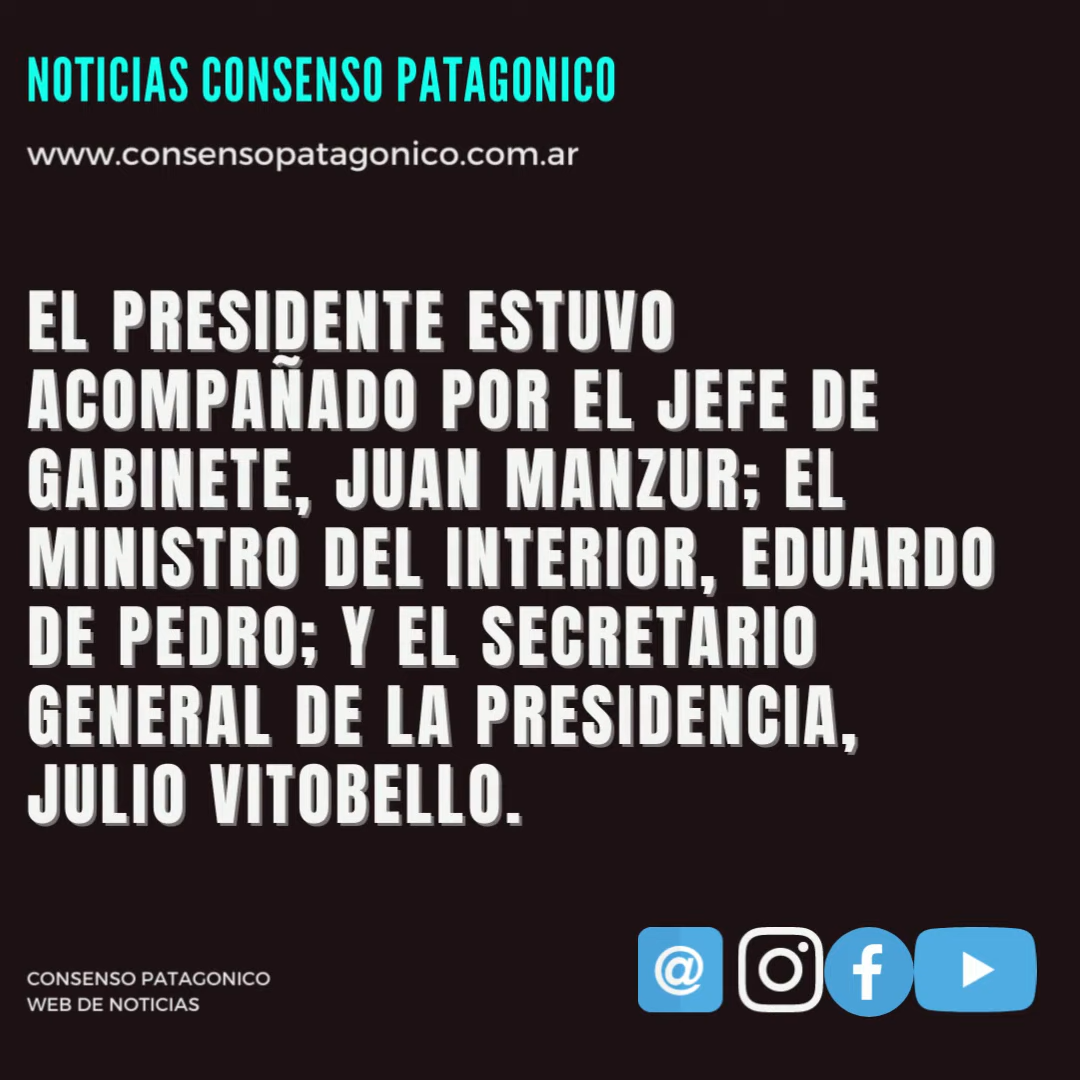 NOTICIAS CONSENSO PATAGONICO
www.consensopatagonico.com.ar
EL PRESIDENTE ESTUVO
ACOMPAÑADO POR EL JEFE DE
GABINETE, JUAN MANZUR; EL
MINISTRO DEL INTERIOR, EDUARDO
DE PEDRO; Y EL SECRETARIO
GENERAL DE LA PRESIDENCIA,
JULIO VITOBELLO.
CONSENSO PATAGONICO
WEB DE NOTICIAS